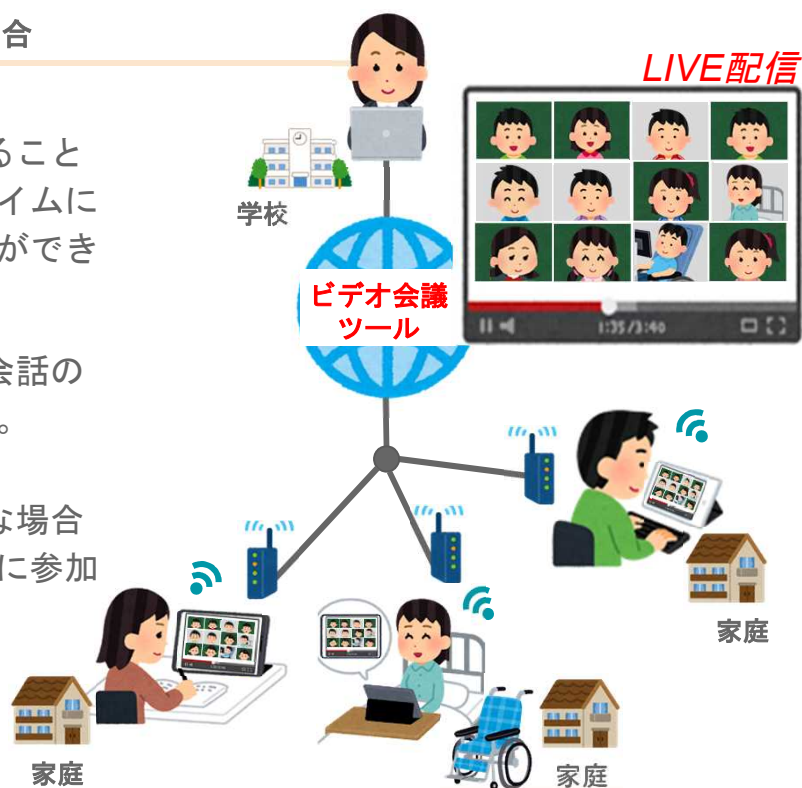 合
LIVE配信
ること
イムに
ができ
学校
ビデオ会議
ツール
1:35/3:40
会話の
。
な場合
に参加
家庭
家庭
家庭